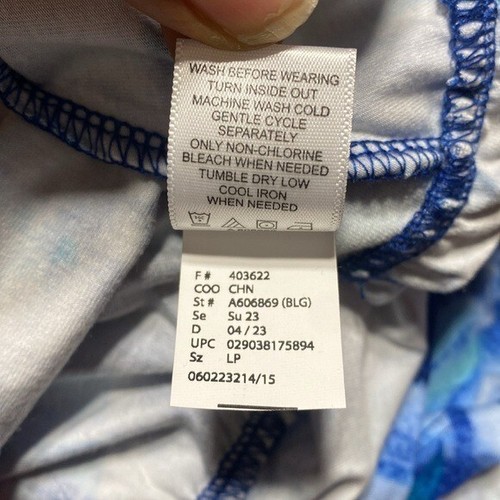 WASH BEFORE WEARING
TURN INSIDE OUT
MACHINE WASH COLD
GENTLE CYCLE
SEPARATELY
ONLY NON-CHLORINE
BLEACH WHEN NEEDED
TUMBLE DRY LOW
COOL IRON
WHEN NEEDED
F # 403622
COO CHN
St # A606869 (BLG)
Se Su 23
D 04 / 23
UPC 029038175894
Sz LP
060223214/15